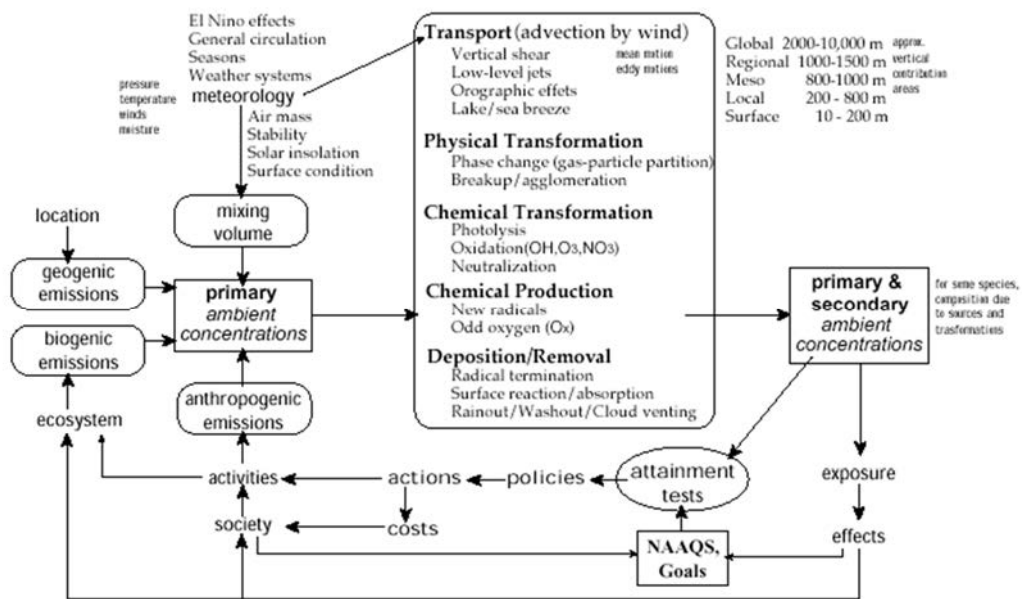 El Nino effects
General circulation
Seasons
Weather systems
pressure
temperature
winds
moisture
meteorology
Air mass
Stability
Solar insolation
Surface condition
mixing
volume
location
geogenic
emissions
biogenic
emissions
ecosystem
primary
ambient
concentrations
anthropogenic
emissions
activities
society
Transport (advection by wind)
Vertical shear
Low-level jets
Orographic effets
Lake/sea breeze
mean motion
eddy motions
Physical Transformation
Phase change (gas-particle partition)
Breakup/agglomeration
Chemical Transformation
Photolysis
Oxidation(OH,O3,NO3)
Neutralization
Chemical Production
New radicals
Odd oxygen (Ox)
Deposition/Removal
Radical termination
Surface reaction/absorption
Rainout/Washout/Cloud venting
Global 2000-10,000 m
Regional 1000-1500 m
Meso 800-1000 m
Local 200 - 800 m
Surface 10 - 200 m
approx.
vertical
contribution
areas
primary &
secondary
ambient
concentrations
for some species,
composition due
to sources and
trasformations
actions
policies
attainment
tests
costs
NAAQS,
Goals
exposure
effects